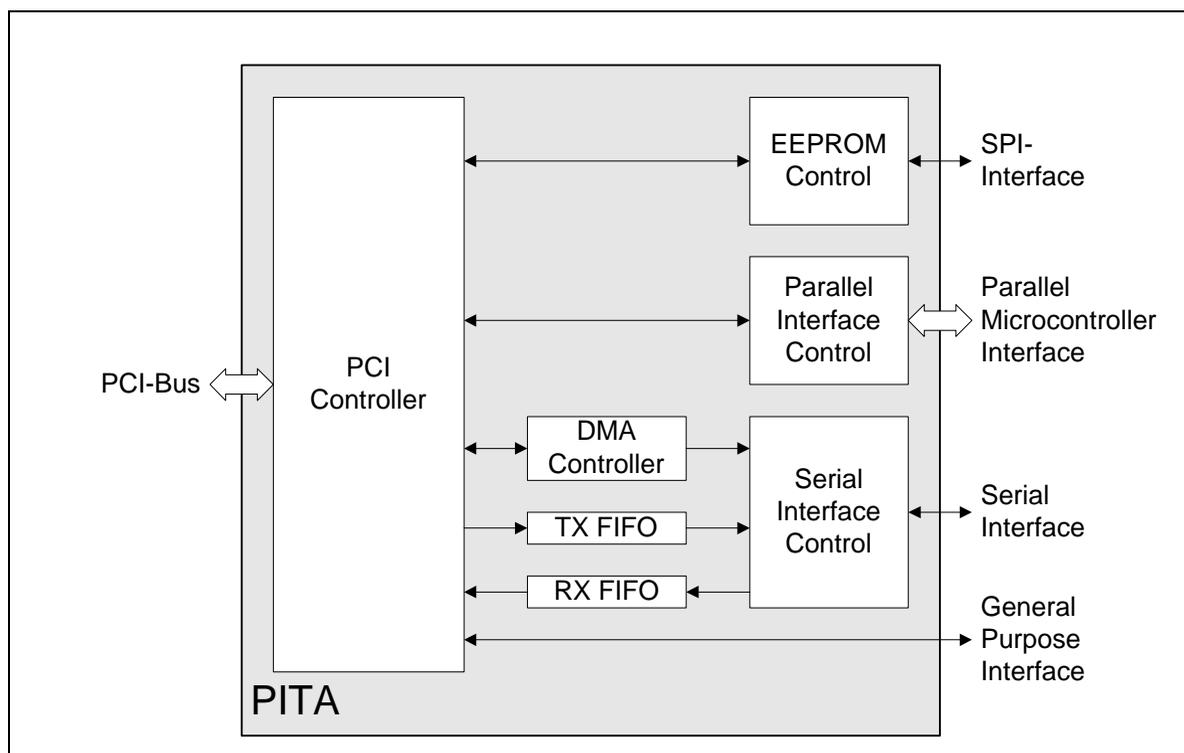 EEPROM
Control
SPI-
Interface
Parallel
Interface
Control
Parallel
Microcontroller
Interface
PCI-Bus
PCI
Controller
DMA
Controller
Serial
Interface
Control
Serial
Interface
TX FIFO
RX FIFO
General
Purpose
Interface
PITA